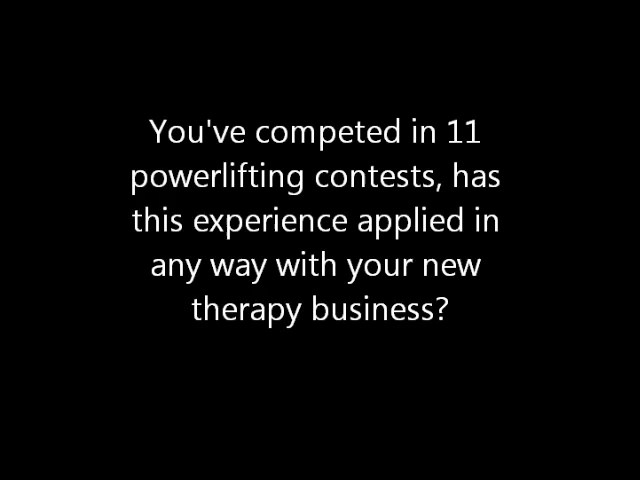 You've competed in 11
powerlifting contests, has
this experience applied in
any way with your new
therapy business?